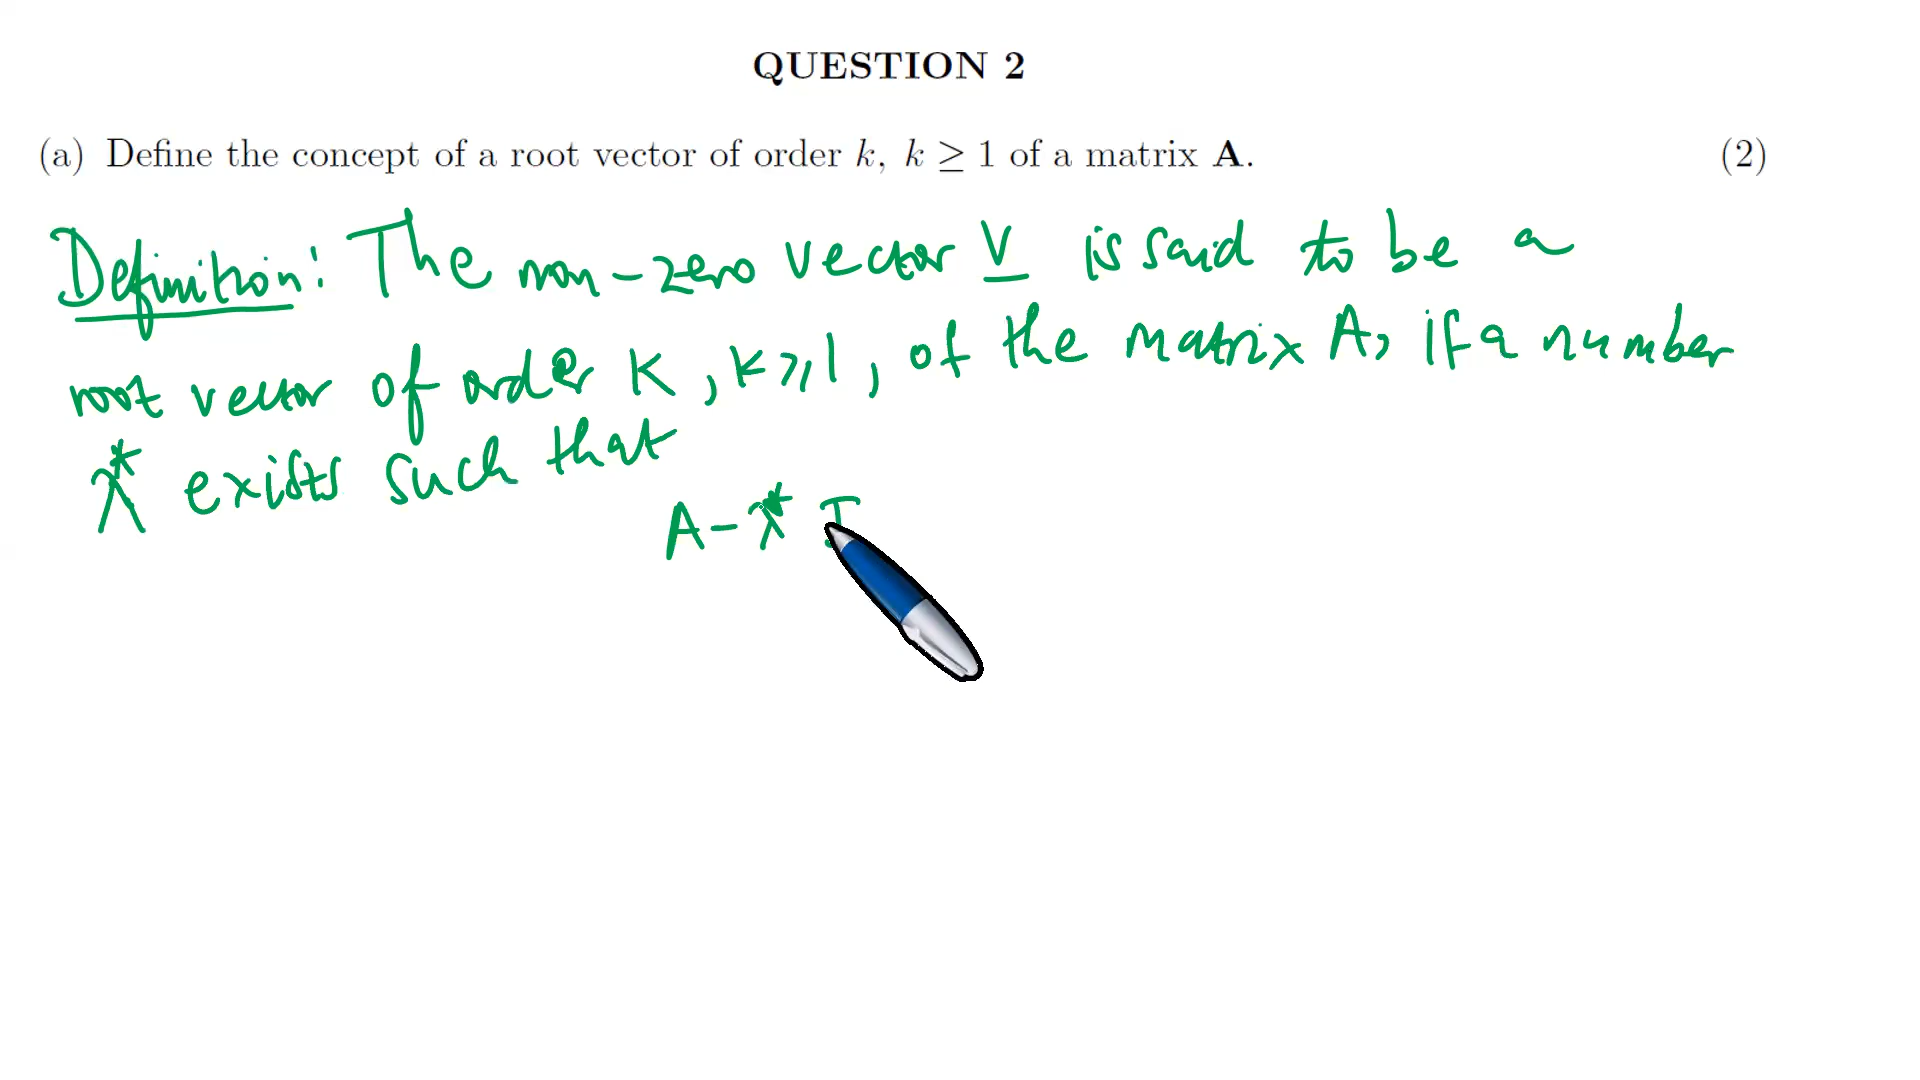 QUESTION 2
(a) Define the concept of a root vector of order k, k ≥ 1 of a matrix A. (2)
Definition: The non-zero vector V is said to be a
root vector of order K, K ≥ 1, of the matrix A, if a number
λ* exists such that
A - λ* I